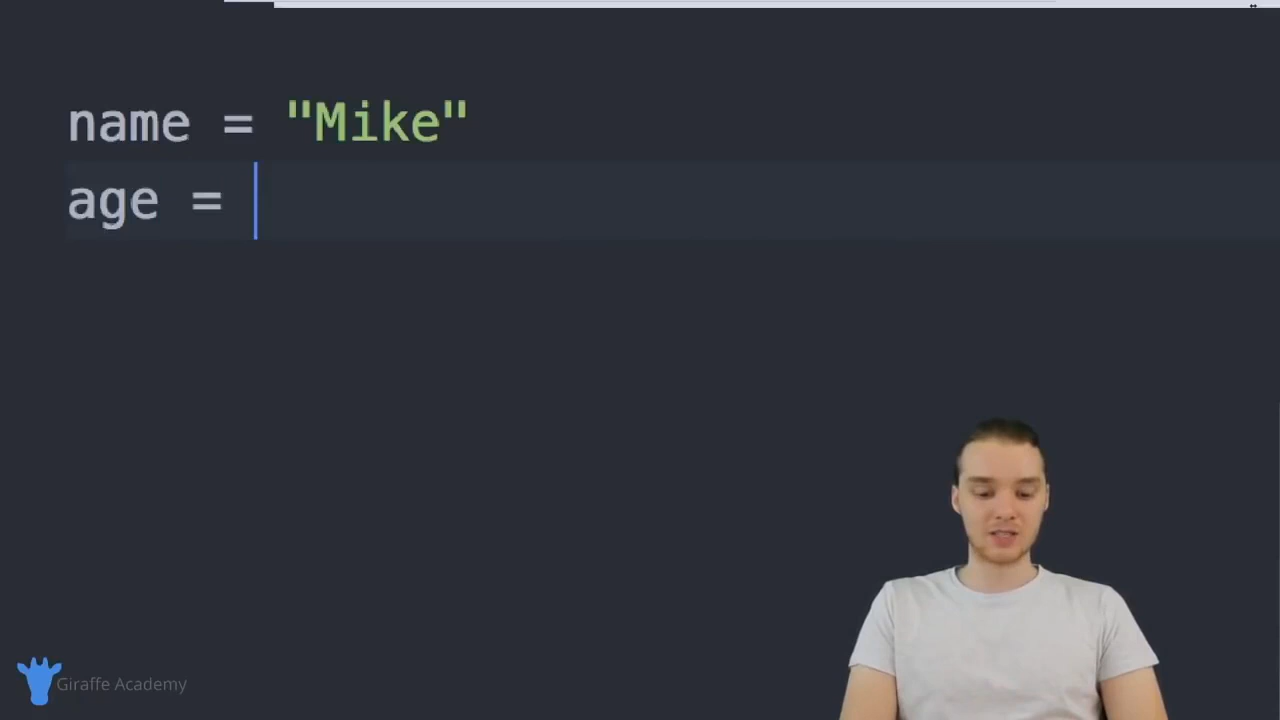 name = "Mike"
age =
Giraffe Academy